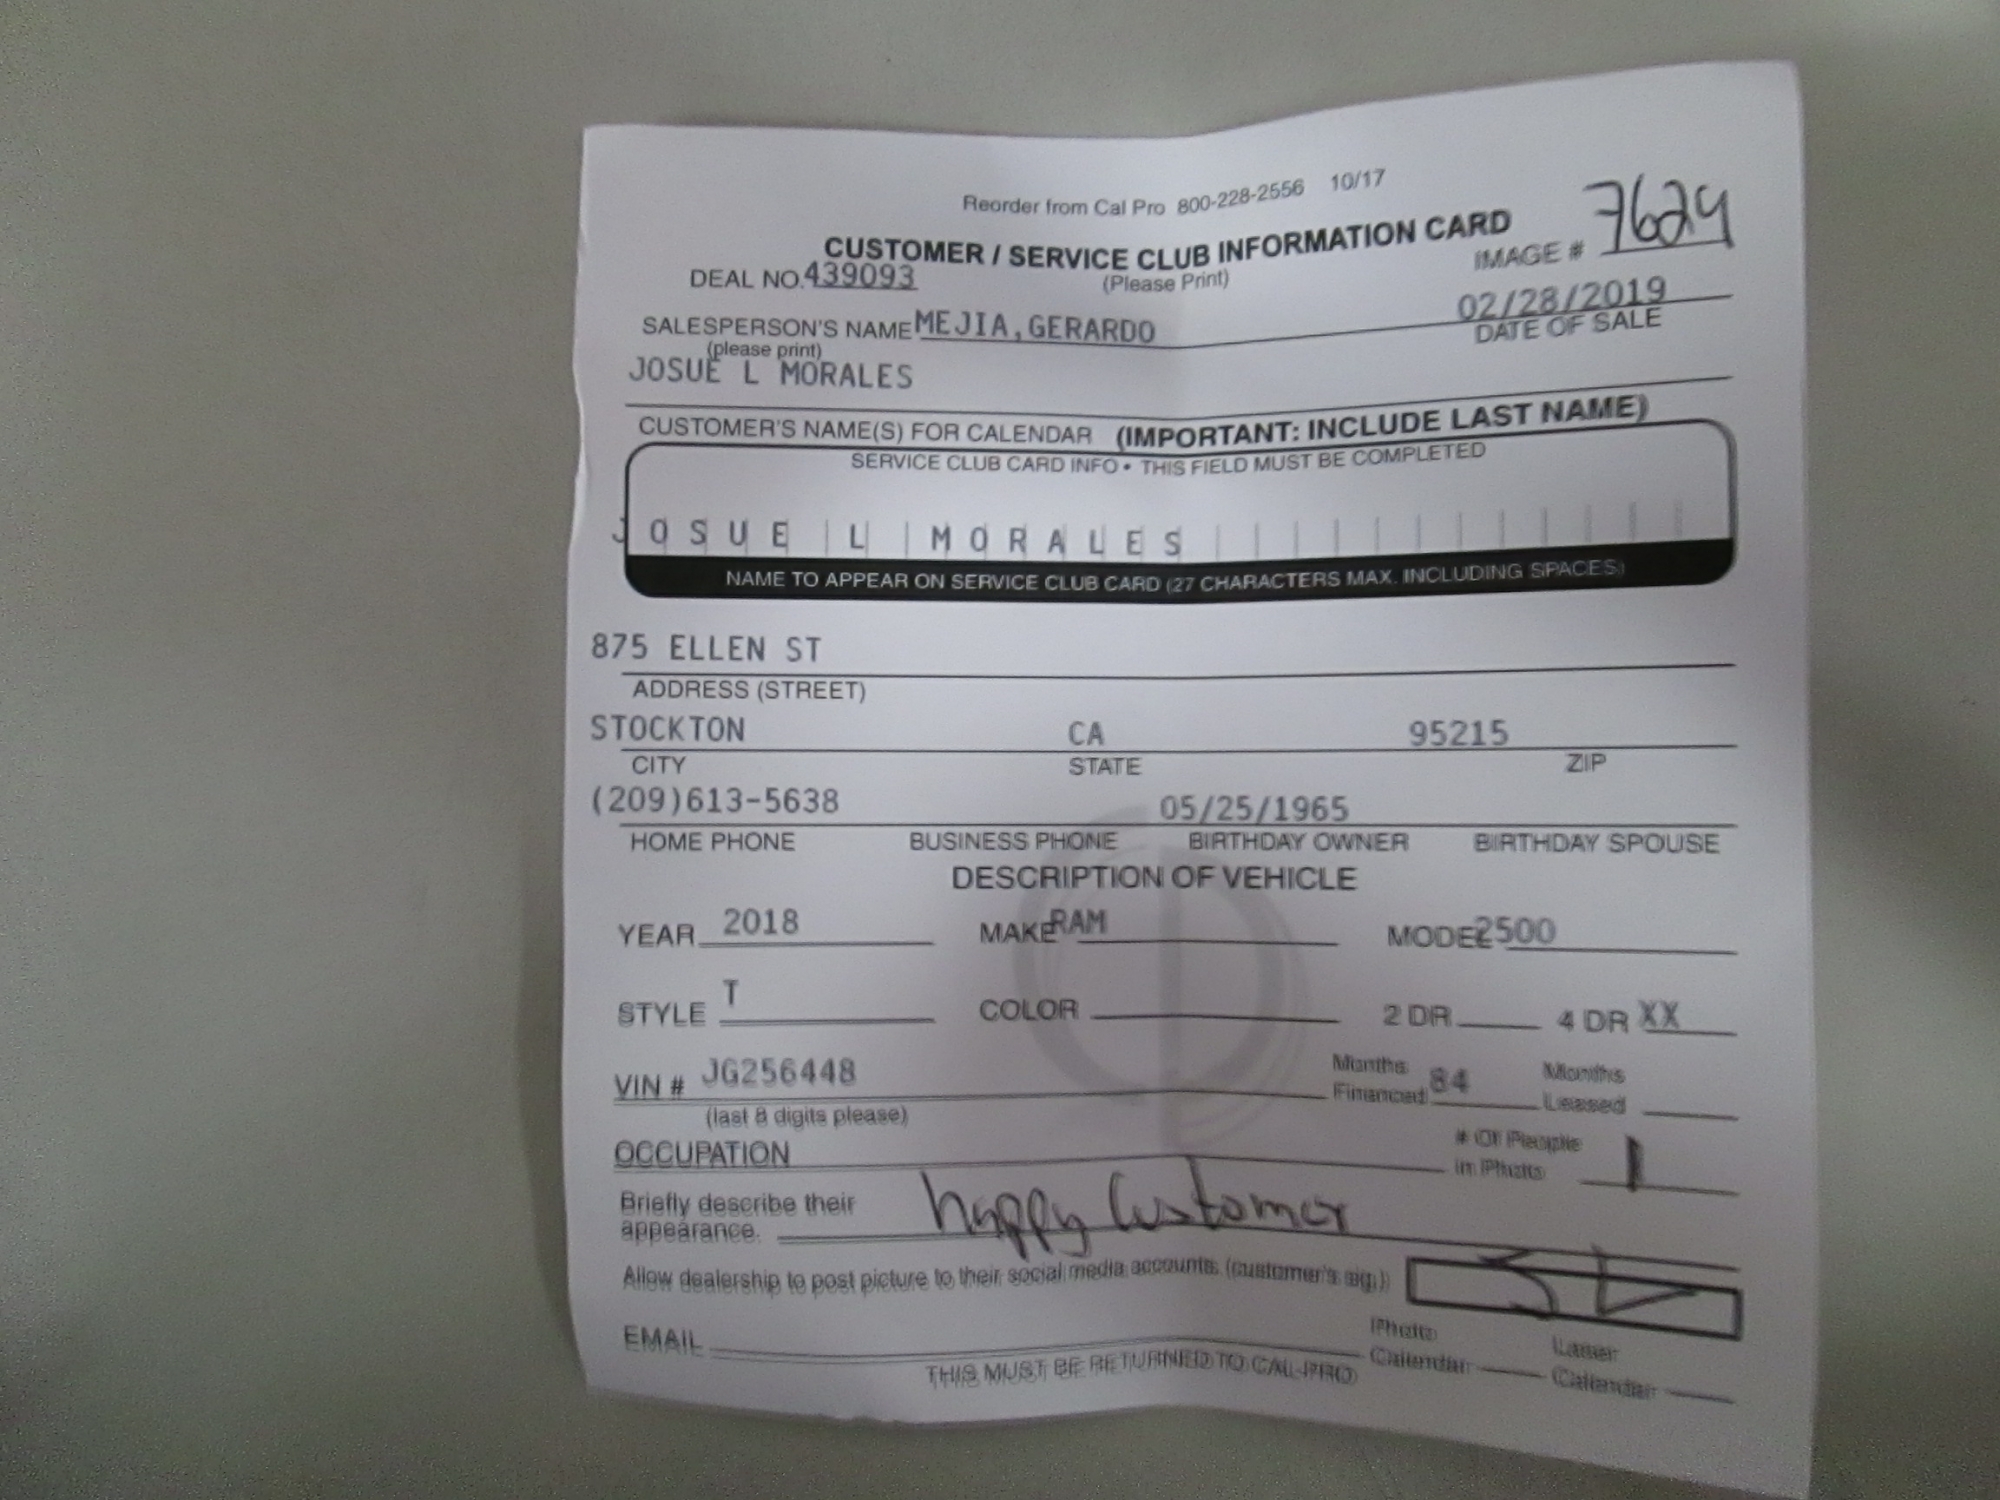 Reorder from Cal Pro 800-228-2556 10/17
CUSTOMER / SERVICE CLUB INFORMATION CARD
IMAGE # 7624
DEAL NO. 439093 (Please Print)
02/28/2019
SALESPERSON'S NAME MEJIA, GERARDO DATE OF SALE
(please print)
JOSUE L MORALES
CUSTOMER'S NAME(S) FOR CALENDAR (IMPORTANT: INCLUDE LAST NAME)
SERVICE CLUB CARD INFO • THIS FIELD MUST BE COMPLETED
JOSUE L MORALES
NAME TO APPEAR ON SERVICE CLUB CARD (27 CHARACTERS MAX. INCLUDING SPACES)
875 ELLEN ST
ADDRESS (STREET)
STOCKTON CA 95215
CITY STATE ZIP
(209)613-5638 05/25/1965
HOME PHONE BUSINESS PHONE BIRTHDAY OWNER BIRTHDAY SPOUSE
DESCRIPTION OF VEHICLE
YEAR 2018 MAKE RAM MODEL 2500
STYLE T COLOR 2 DR 4 DR XX
VIN # JG256448 Months Financed 84 Months Leased
(last 8 digits please)
OCCUPATION # Of People in Photo 1
Briefly describe their appearance. happy Customer
Allow dealership to post picture to their social media accounts (customer's sig.)
EMAIL Photo Calendar Laser Calendar
THIS MUST BE RETURNED TO CAL-PRO